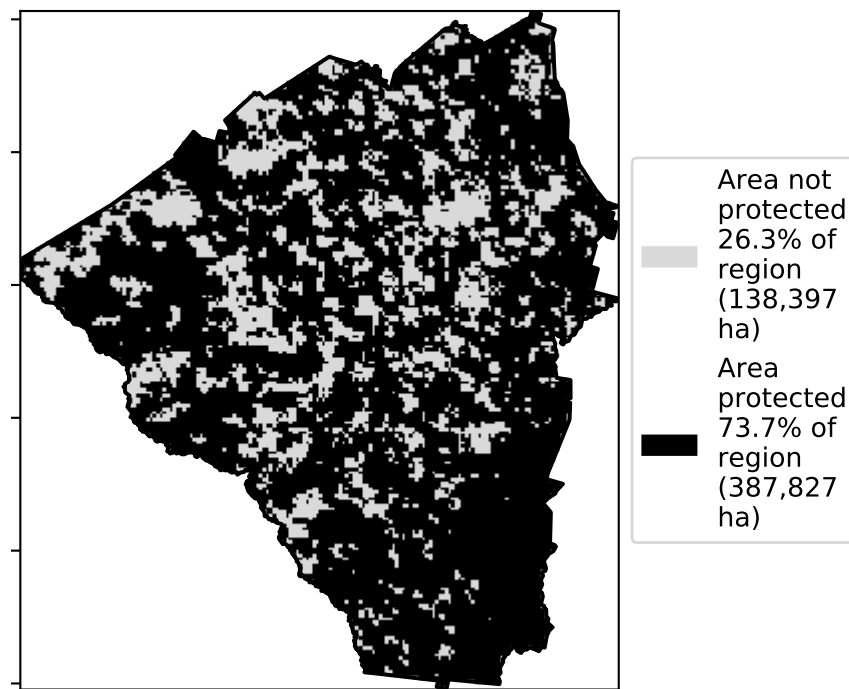 Area not
protected
26.3% of
region
(138,397
ha)
Area
protected
73.7% of
region
(387,827
ha)